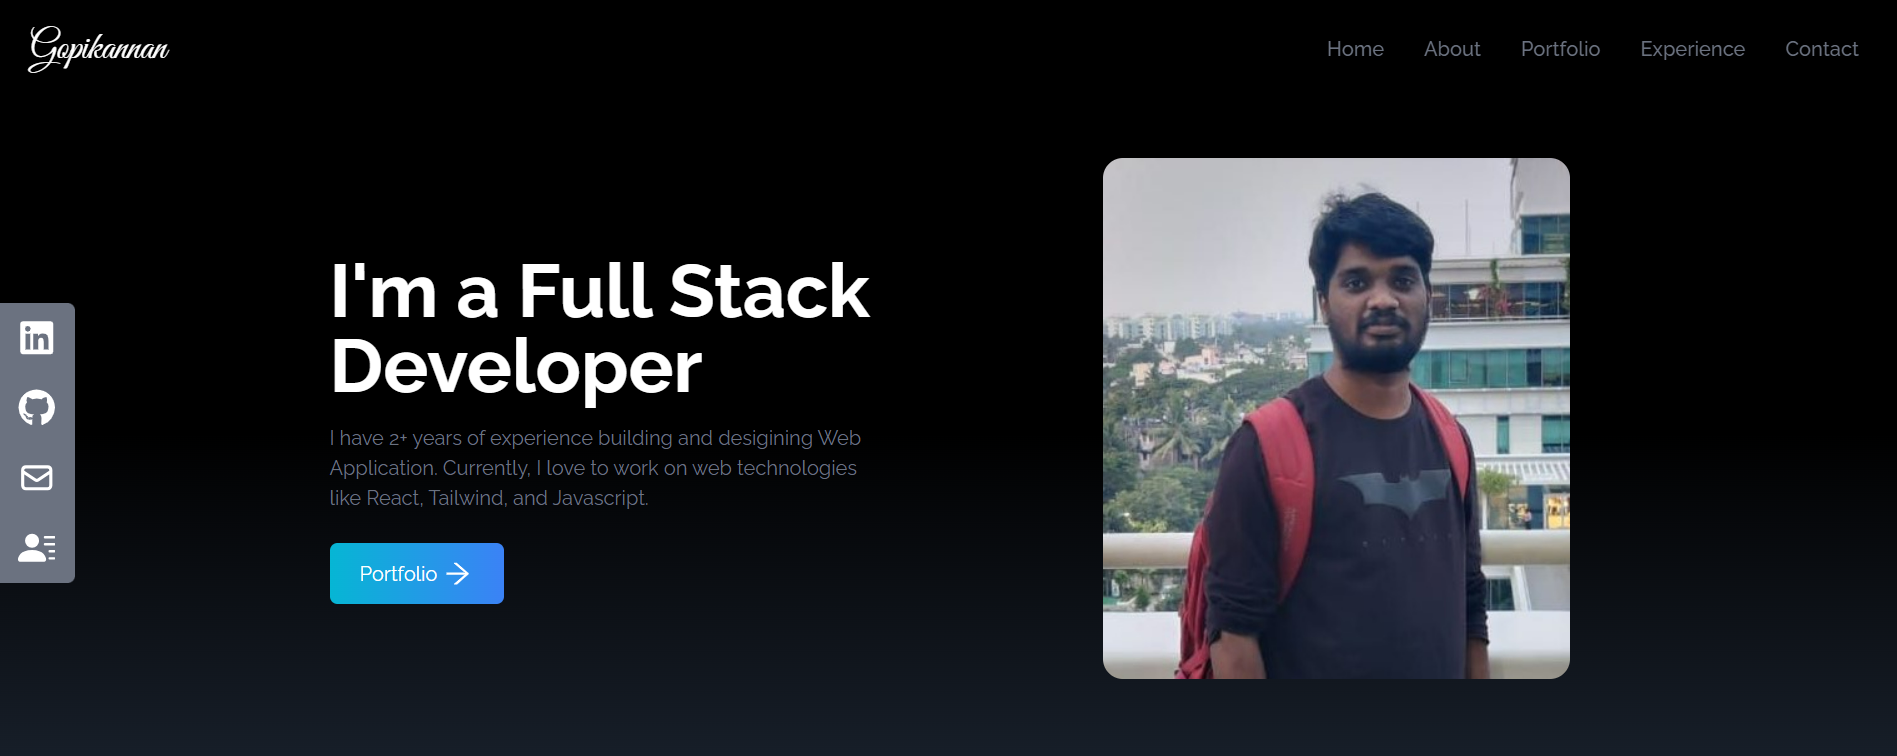 Gopikannan
Home About Portfolio Experience Contact
I'm a Full Stack
Developer
I have 2+ years of experience building and desigining Web
Application. Currently, I love to work on web technologies
like React, Tailwind, and Javascript.
Portfolio
in